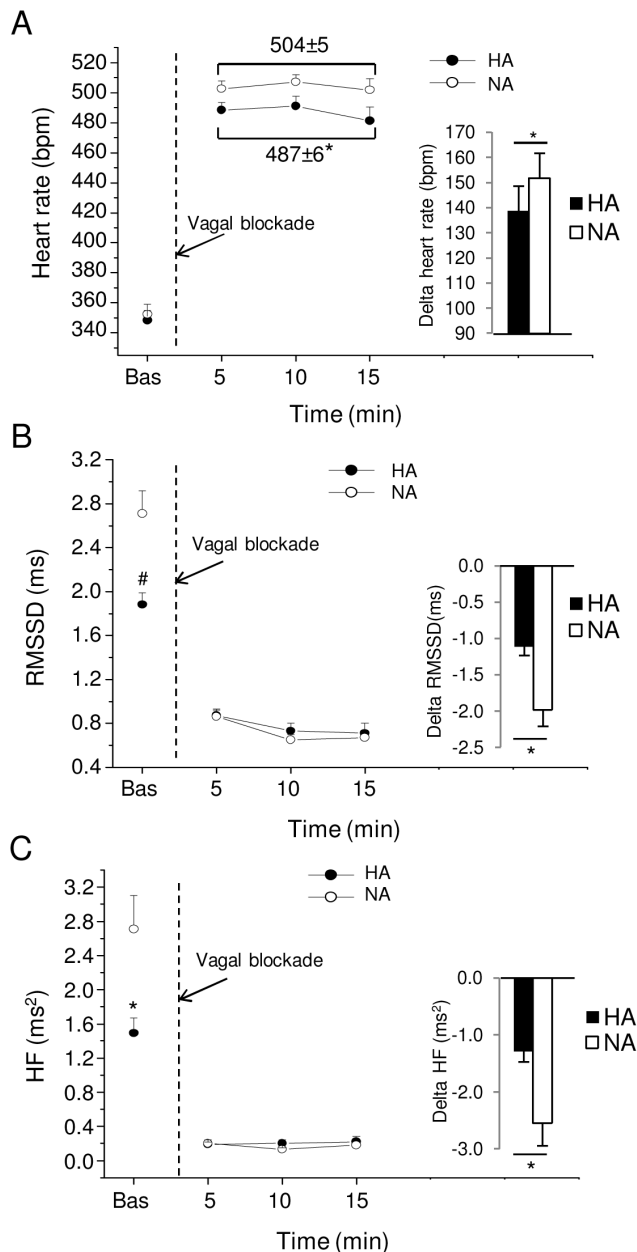 A
504±5
HA
NA
530
520
500
480
460
440
420
400
380
360
340
Heart rate (bpm)
487±6*
Vagal blockade
Bas
5
10
15
Time (min)
*
170
160
150
140
130
120
110
100
90
Delta heart rate (bpm)
HA
NA
B
3.2
2.8
2.4
2.0
1.6
1.2
0.8
0.4
RMSSD (ms)
HA
NA
Vagal blockade
#
Bas
5
10
15
Time (min)
0.0
-0.5
-1.0
-1.5
-2.0
-2.5
Delta RMSSD(ms)
HA
NA
*
C
3.2
2.8
2.4
2.0
1.6
1.2
0.8
0.4
0.0
HF (ms²)
HA
NA
Vagal blockade
*
Bas
5
10
15
Time (min)
0.0
-1.0
-2.0
-3.0
Delta HF (ms²)
HA
NA
*